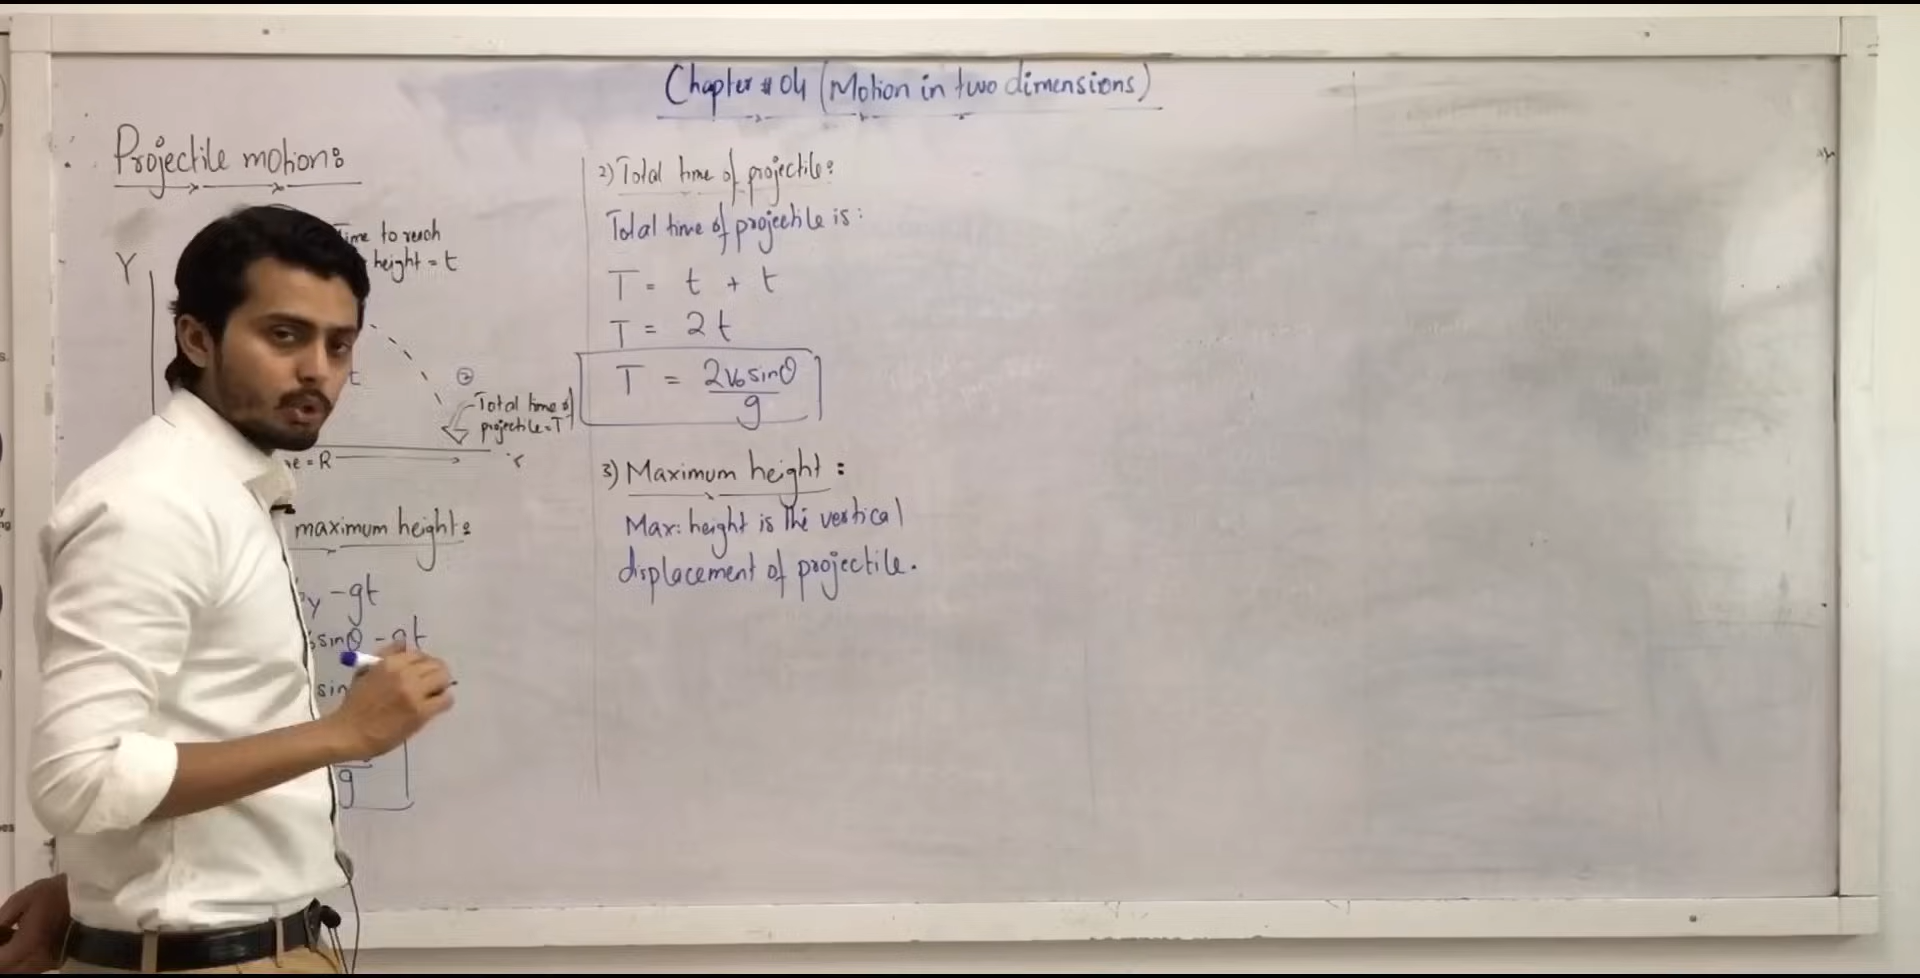 Chapter # 04 (Motion in two dimensions)
Projectile motion:
Time to reach
height = t
Y
t
②
Total time of
projectile = T
= R
maximum height:
y - gt
sinθ - gt
sin
g
2) Total time of projectile:
Total time of projectile is:
T = t + t
T = 2t
T = 2v₀sinθ
g
3) Maximum height:
Max: height is the vertical
displacement of projectile.